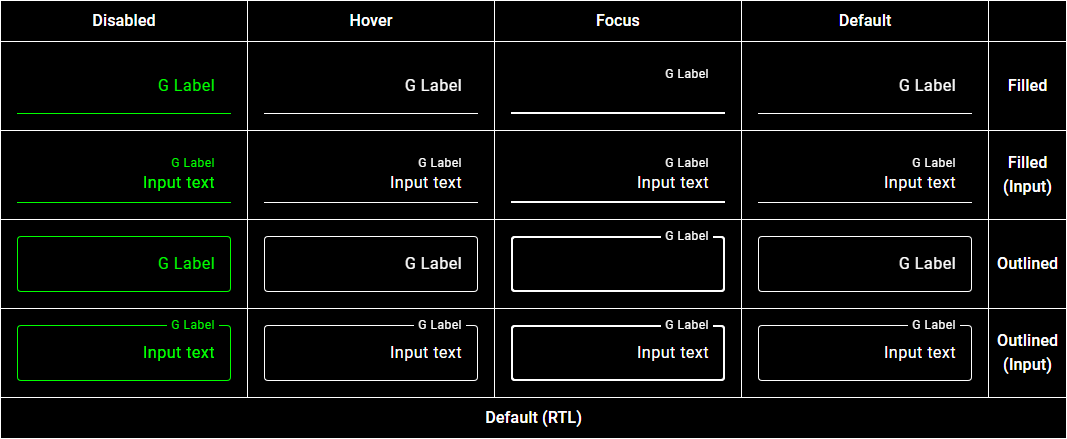 Disabled
Hover
Focus
Default
G Label
G Label
G Label
G Label
Filled
G Label
Input text
G Label
Input text
G Label
Input text
G Label
Input text
Filled
(Input)
G Label
G Label
G Label
G Label
Outlined
G Label
Input text
G Label
Input text
G Label
Input text
G Label
Input text
Outlined
(Input)
Default (RTL)